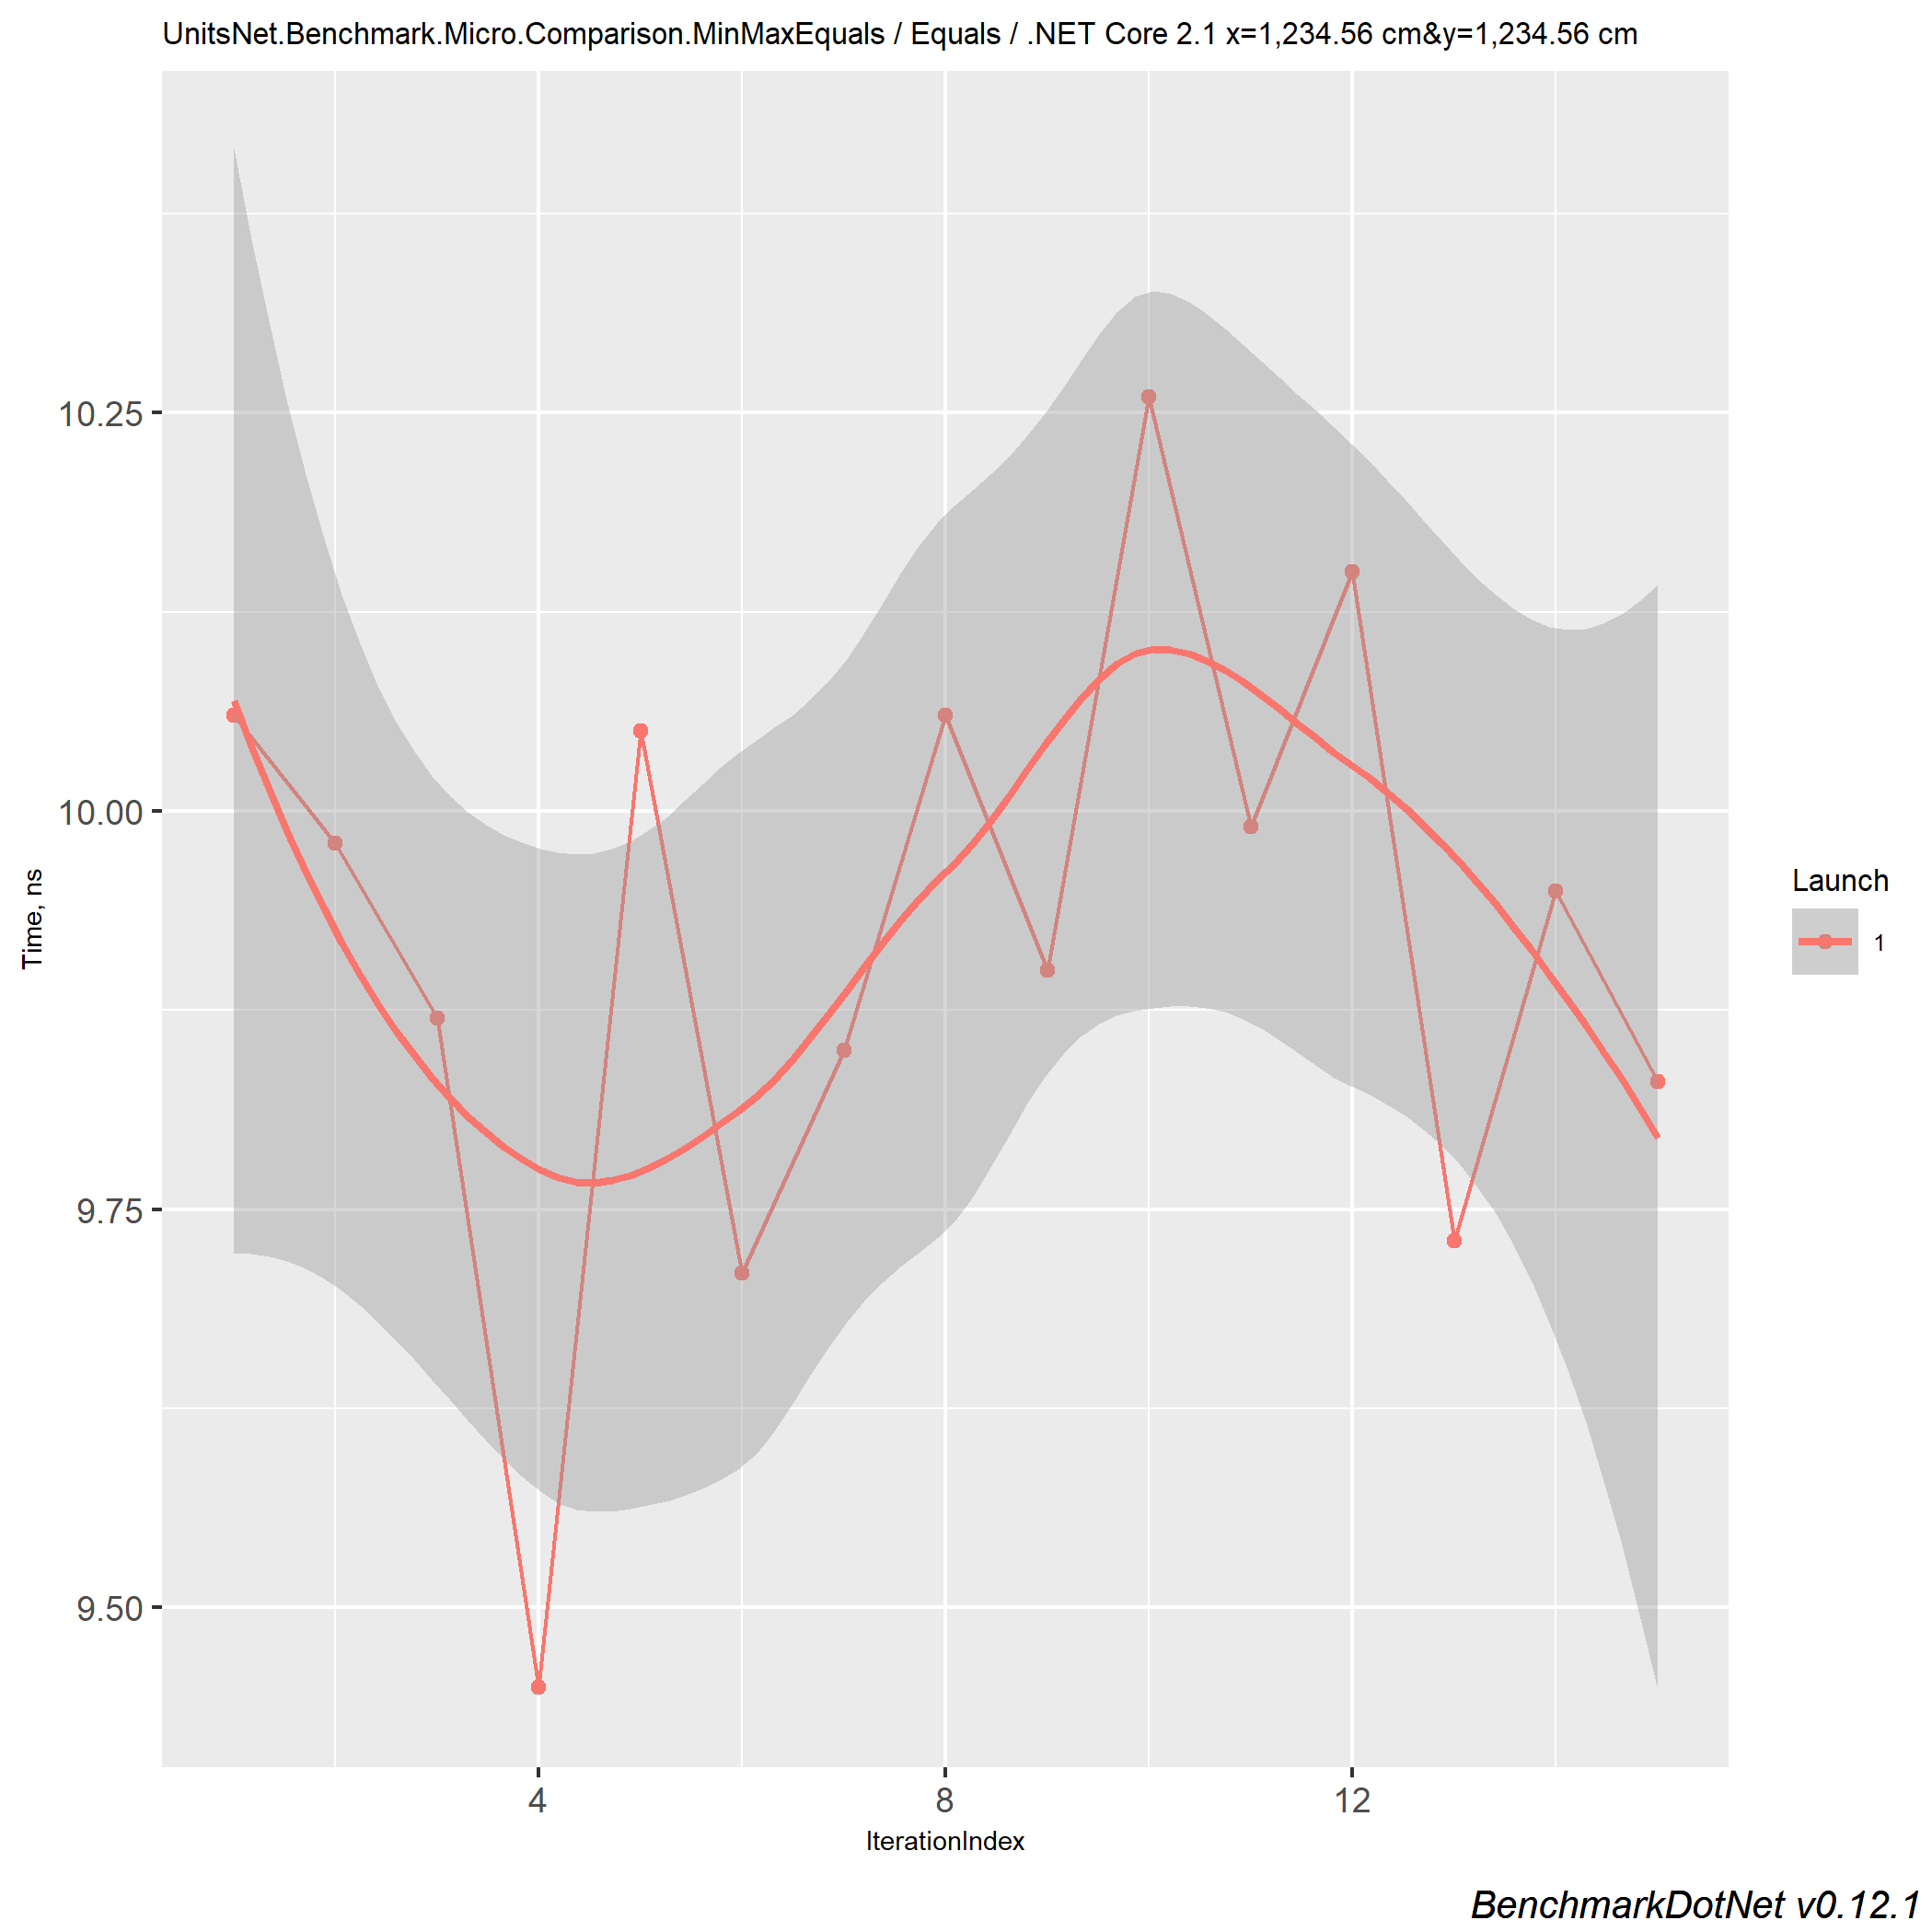 UnitsNet.Benchmark.Micro.Comparison.MinMaxEquals / Equals / .NET Core 2.1 x=1,234.56 cm&y=1,234.56 cm
10.25
10.00
9.75
9.50
Time, ns
4
8
12
IterationIndex
Launch
1
BenchmarkDotNet v0.12.1